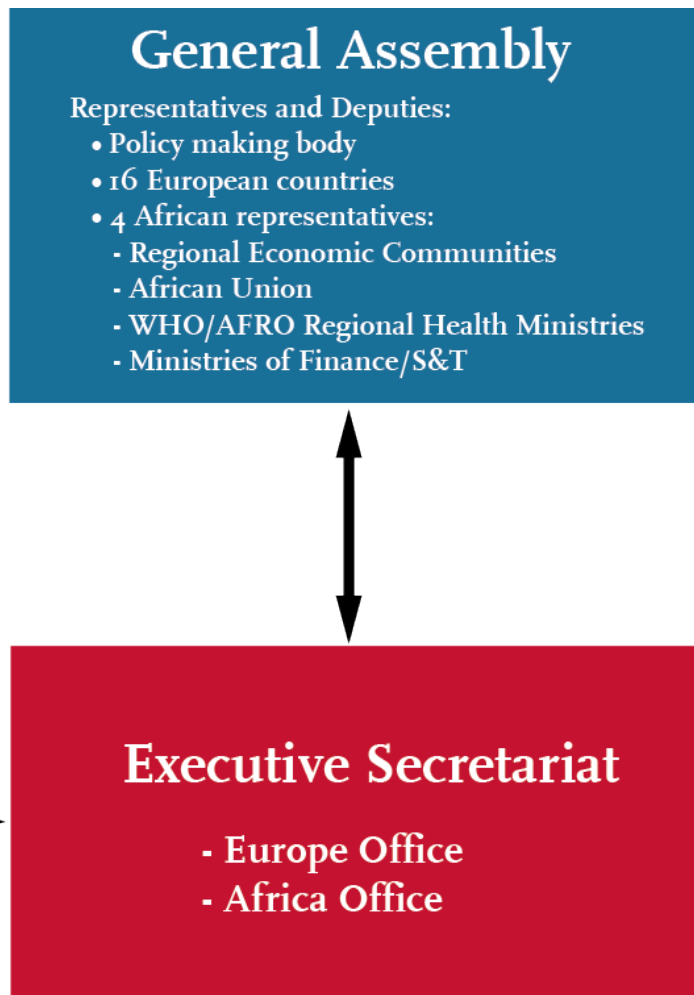 General Assembly
Representatives and Deputies:
• Policy making body
• 16 European countries
• 4 African representatives:
- Regional Economic Communities
- African Union
- WHO/AFRO Regional Health Ministries
- Ministries of Finance/S&T
Executive Secretariat
- Europe Office
- Africa Office